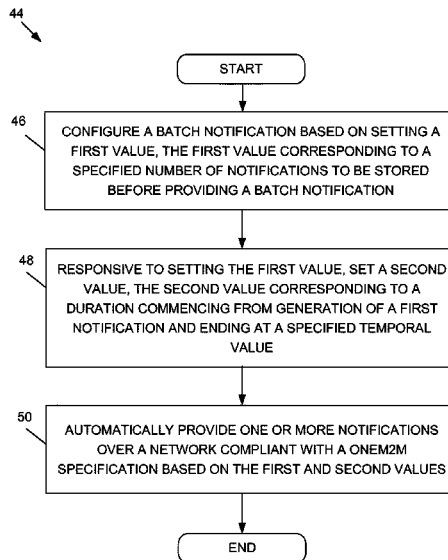 44
START
46
CONFIGURE A BATCH NOTIFICATION BASED ON SETTING A
FIRST VALUE, THE FIRST VALUE CORRESPONDING TO A
SPECIFIED NUMBER OF NOTIFICATIONS TO BE STORED
BEFORE PROVIDING A BATCH NOTIFICATION
48
RESPONSIVE TO SETTING THE FIRST VALUE, SET A SECOND
VALUE, THE SECOND VALUE CORRESPONDING TO A
DURATION COMMENCING FROM GENERATION OF A FIRST
NOTIFICATION AND ENDING AT A SPECIFIED TEMPORAL
VALUE
50
AUTOMATICALLY PROVIDE ONE OR MORE NOTIFICATIONS
OVER A NETWORK COMPLIANT WITH A ONEM2M
SPECIFICATION BASED ON THE FIRST AND SECOND VALUES
END